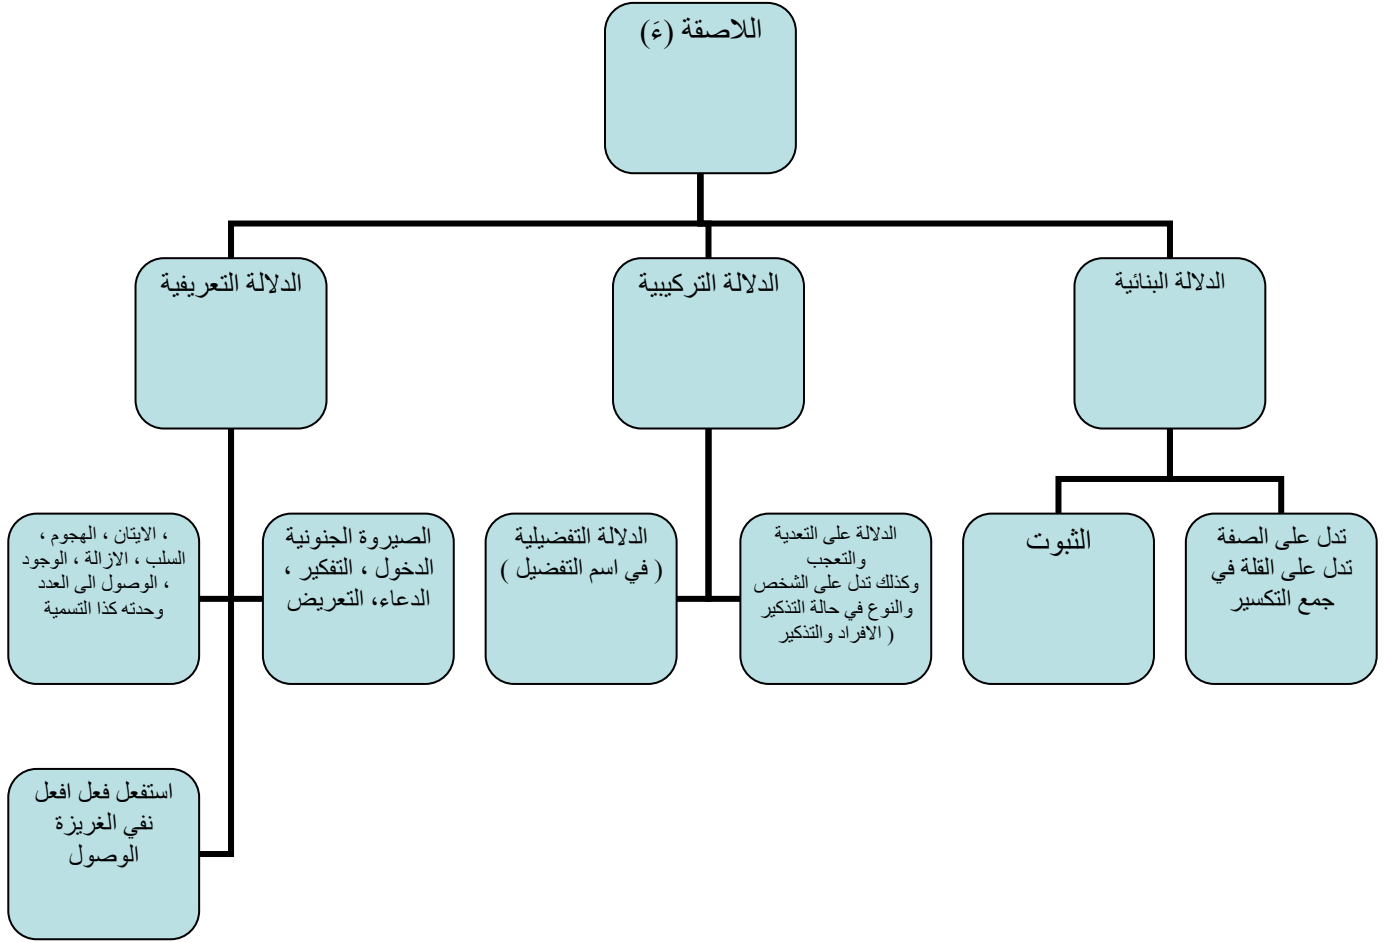 اللاصقة (ءَ)
الدلالة البنائية
الدلالة التركيبية
الدلالة التعريفية
تدل على الصفة
تدل على القلة في
جمع التكسير
الثبوت
الدلالة على التعدية
والتعجب
وكذلك تدل على الشخص
والنوع في حالة التذكير
( الافراد والتذكير
الدلالة التفضيلية
( في اسم التفضيل )
الصيروة الجنونية
الدخول ، التفكير ،
الدعاء، التعريض
، الايتان ، الهجوم ،
السلب ، الازالة ، الوجود
، الوصول الى العدد
وحدته كذا التسمية
استفعل فعل افعل
نفي الغريزة
الوصول